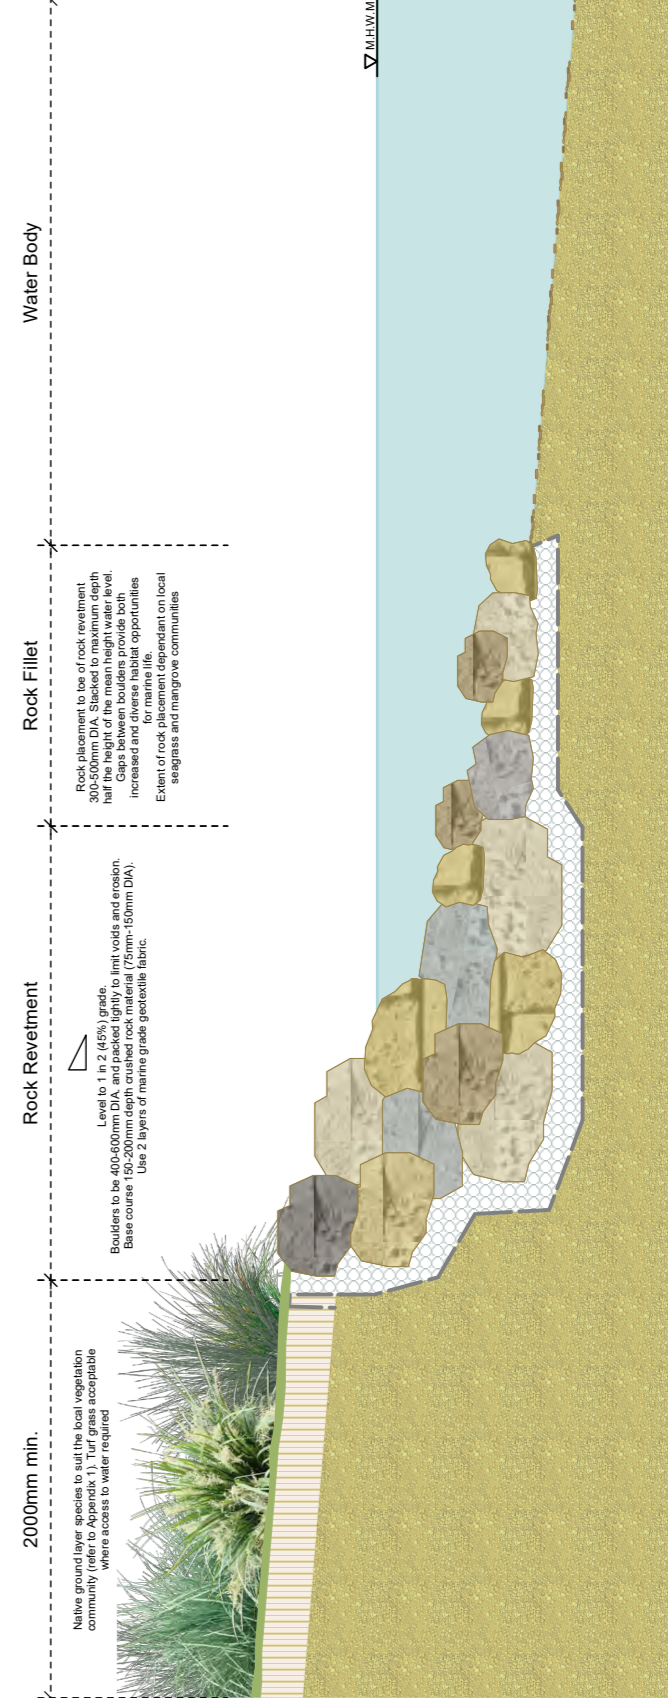 2000mm min.
Native ground layer species to suit the local vegetation
community (refer to Appendix 1). Turf grass acceptable
where access to water required
Rock Revetment
Level to 1 in 2 (45%) grade.
Boulders to be 400-600mm DIA. and packed tightly to limit voids and erosion.
Base course 150-200mm depth crushed rock material (75mm-150mm DIA).
Use 2 layers of marine grade geotextile fabric.
Rock Fillet
Rock placement to toe of rock revetment
300-500mm DIA. Stacked to maximum depth
half the height of the mean height water level.
Gaps between boulders provide both
increased and diverse habitat opportunities
for marine life.
Extent of rock placement dependant on local
seagrass and mangrove communities
Water Body
M.H.W.M